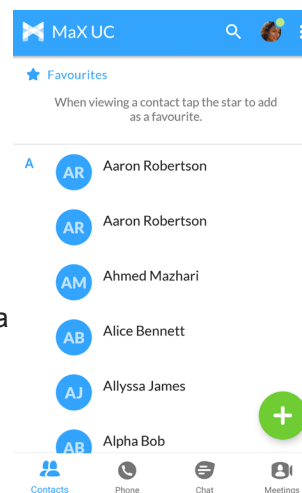 MaX UC
Favourites
When viewing a contact tap the star to add
as a favourite.
A
AR Aaron Robertson
AR Aaron Robertson
AM Ahmed Mazhari
a
AB Alice Bennett
AJ Allyssa James
AB Alpha Bob
Contacts Phone Chat Meetings